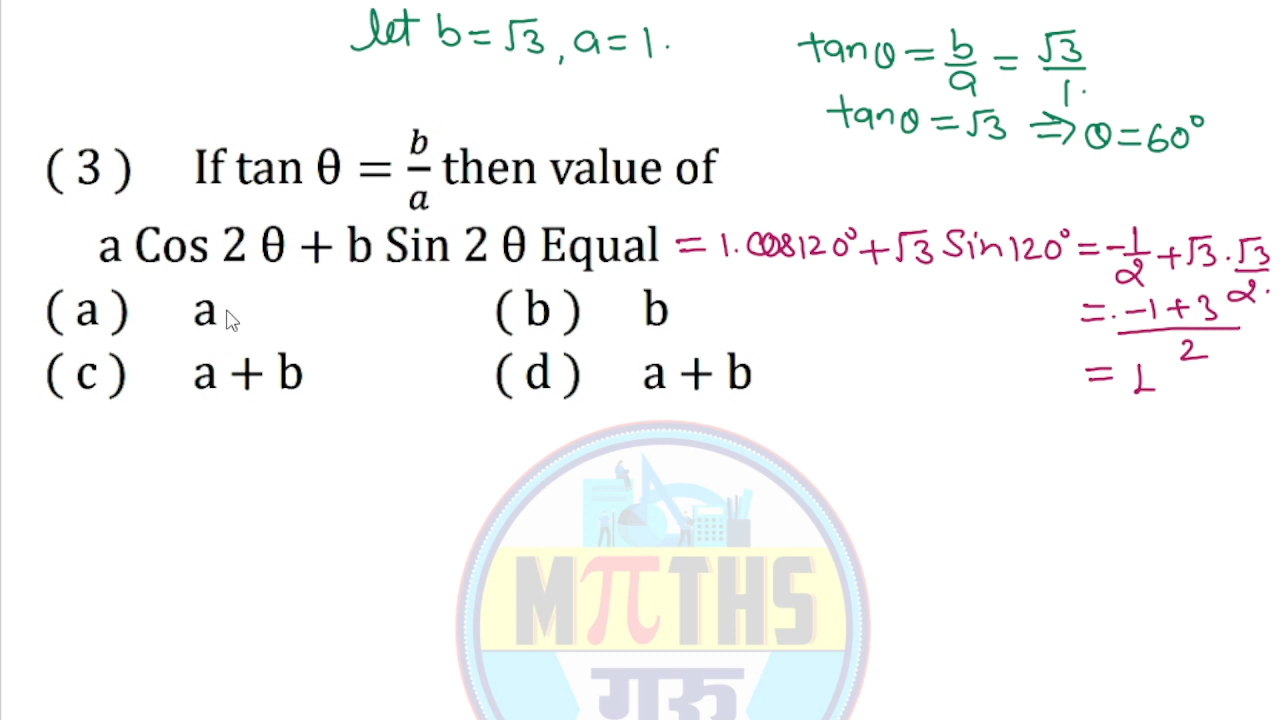 let b = √3, a = 1.
tanθ = b/a = √3/1.
tanθ = √3 ⇒ θ = 60°
(3) If tan θ = b/a then value of
a Cos 2 θ + b Sin 2 θ Equal = 1. cos120° + √3 Sin120° = -1/2 + √3 . √3/2.
= . -1 + 3 / 2
(a) a (b) b
= 1
(c) a + b (d) a + b
MπTHS
गुरू